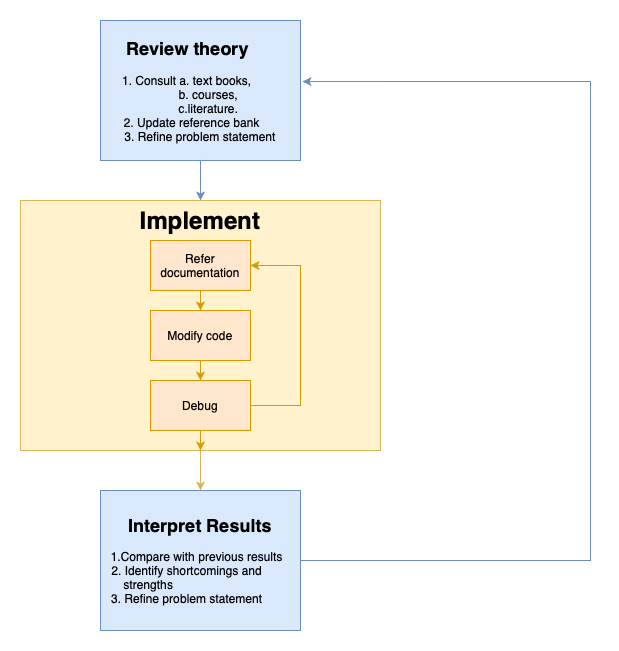 Review theory
1. Consult a. text books,
b. courses,
c.literature.
2. Update reference bank
3. Refine problem statement
Implement
Refer
documentation
Modify code
Debug
Interpret Results
1.Compare with previous results
2. Identify shortcomings and
strengths
3. Refine problem statement